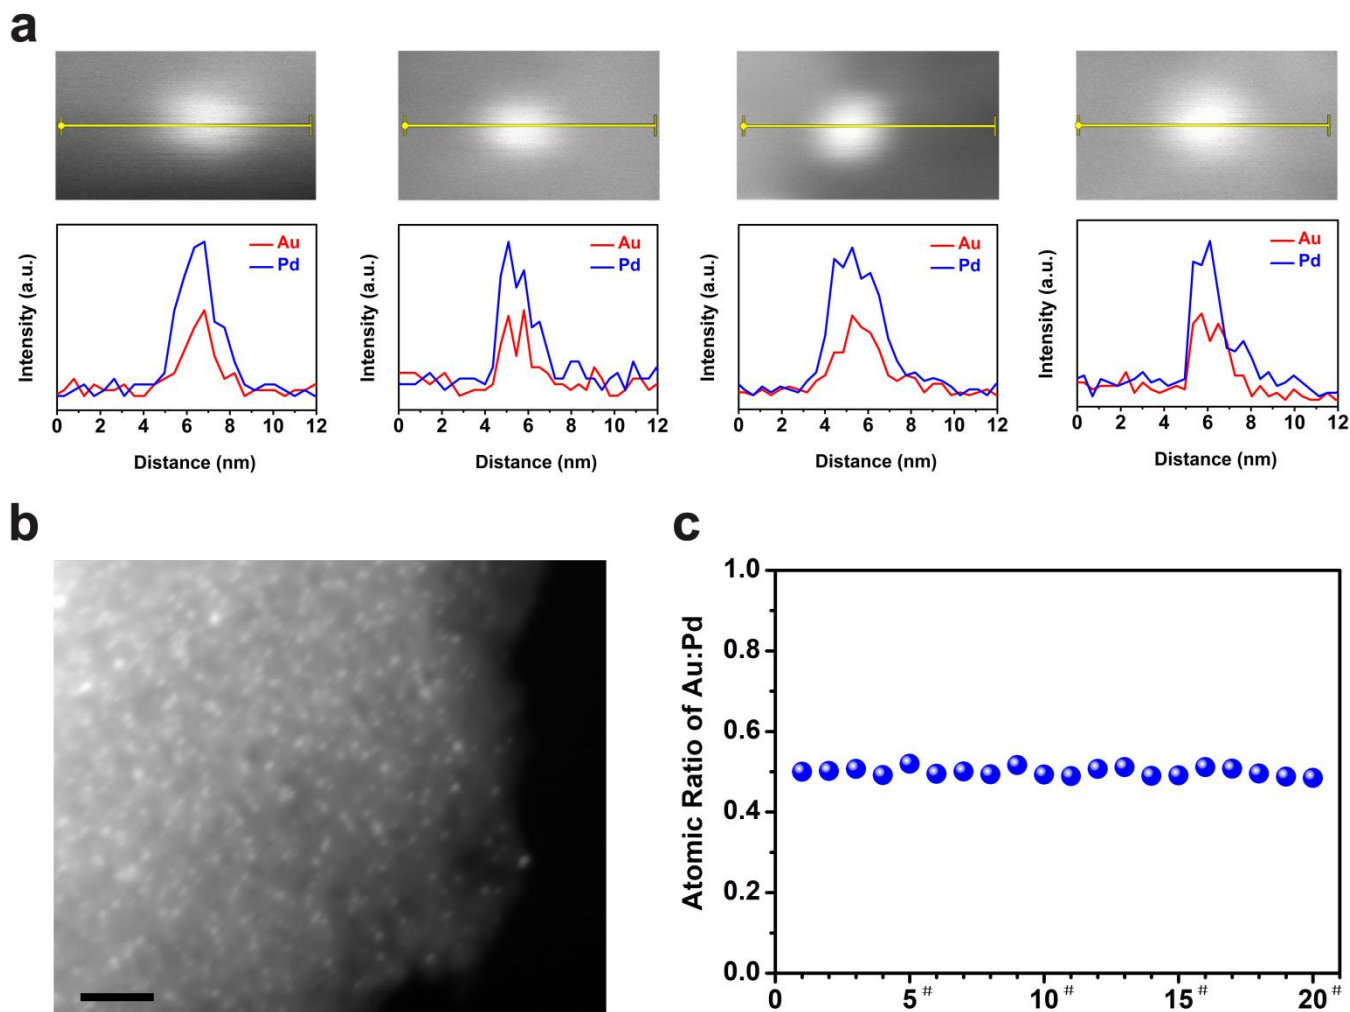 a
Intensity (a.u.)
Au
Pd
0 2 4 6 8 10 12
Distance (nm)
Intensity (a.u.)
Au
Pd
0 2 4 6 8 10 12
Distance (nm)
Intensity (a.u.)
Au
Pd
0 2 4 6 8 10 12
Distance (nm)
Intensity (a.u.)
Au
Pd
0 2 4 6 8 10 12
Distance (nm)
b
c
Atomic Ratio of Au:Pd
1.0
0.8
0.6
0.4
0.2
0.0
0 5# 10# 15# 20#